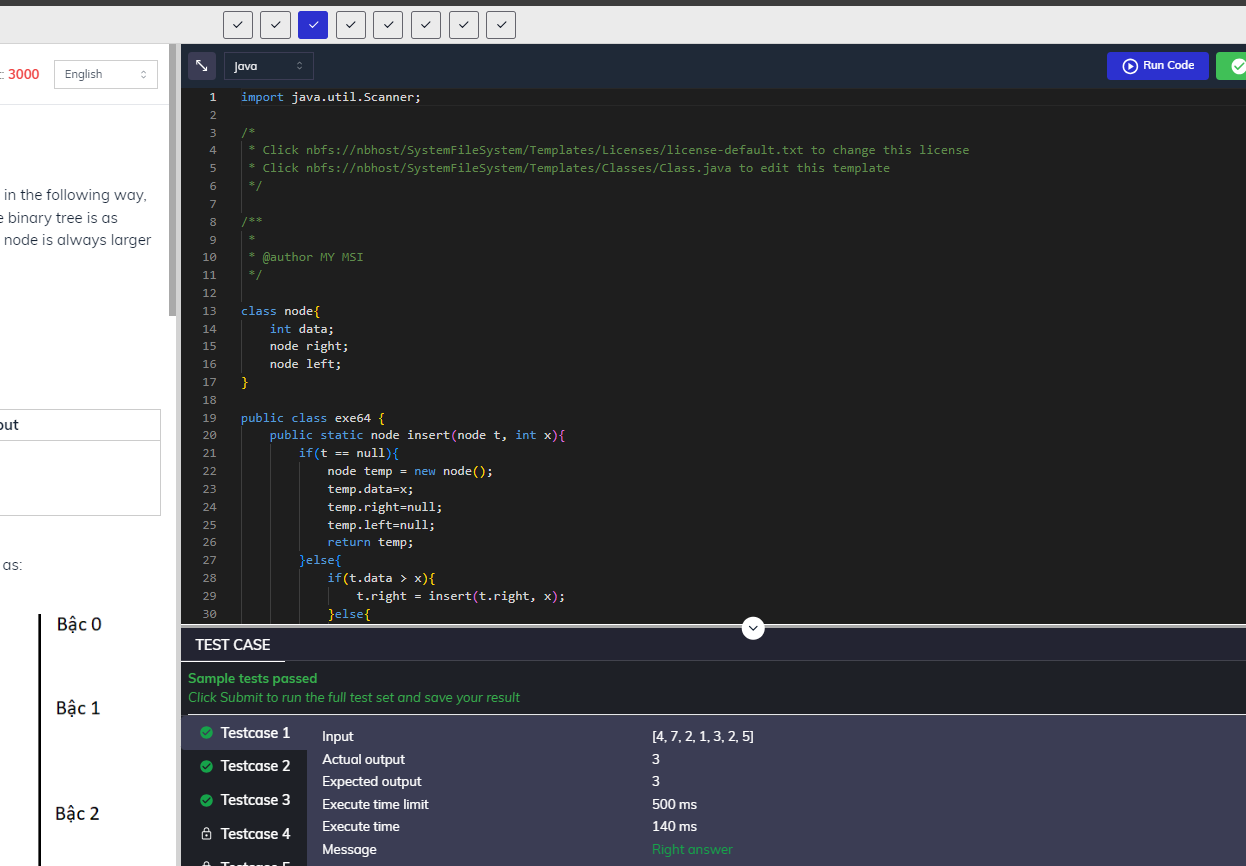 : 3000
English
Java
Run Code
in the following way,
e binary tree is as
node is always larger
out
as:
Bậc 0
Bậc 1
Bậc 2
1 import java.util.Scanner;
2
3 /*
4 * Click nbfs://nbhost/SystemFileSystem/Templates/Licenses/license-default.txt to change this license
5 * Click nbfs://nbhost/SystemFileSystem/Templates/Classes/Class.java to edit this template
6 */
7
8 /**
9 *
10 * @author MY MSI
11 */
12
13 class node{
14 int data;
15 node right;
16 node left;
17 }
18
19 public class exe64 {
20 public static node insert(node t, int x){
21 if(t == null){
22 node temp = new node();
23 temp.data=x;
24 temp.right=null;
25 temp.left=null;
26 return temp;
27 }else{
28 if(t.data > x){
29 t.right = insert(t.right, x);
30 }else{
TEST CASE
Sample tests passed
Click Submit to run the full test set and save your result
Testcase 1
Testcase 2
Testcase 3
Testcase 4
Input [4, 7, 2, 1, 3, 2, 5]
Actual output 3
Expected output 3
Execute time limit 500 ms
Execute time 140 ms
Message Right answer